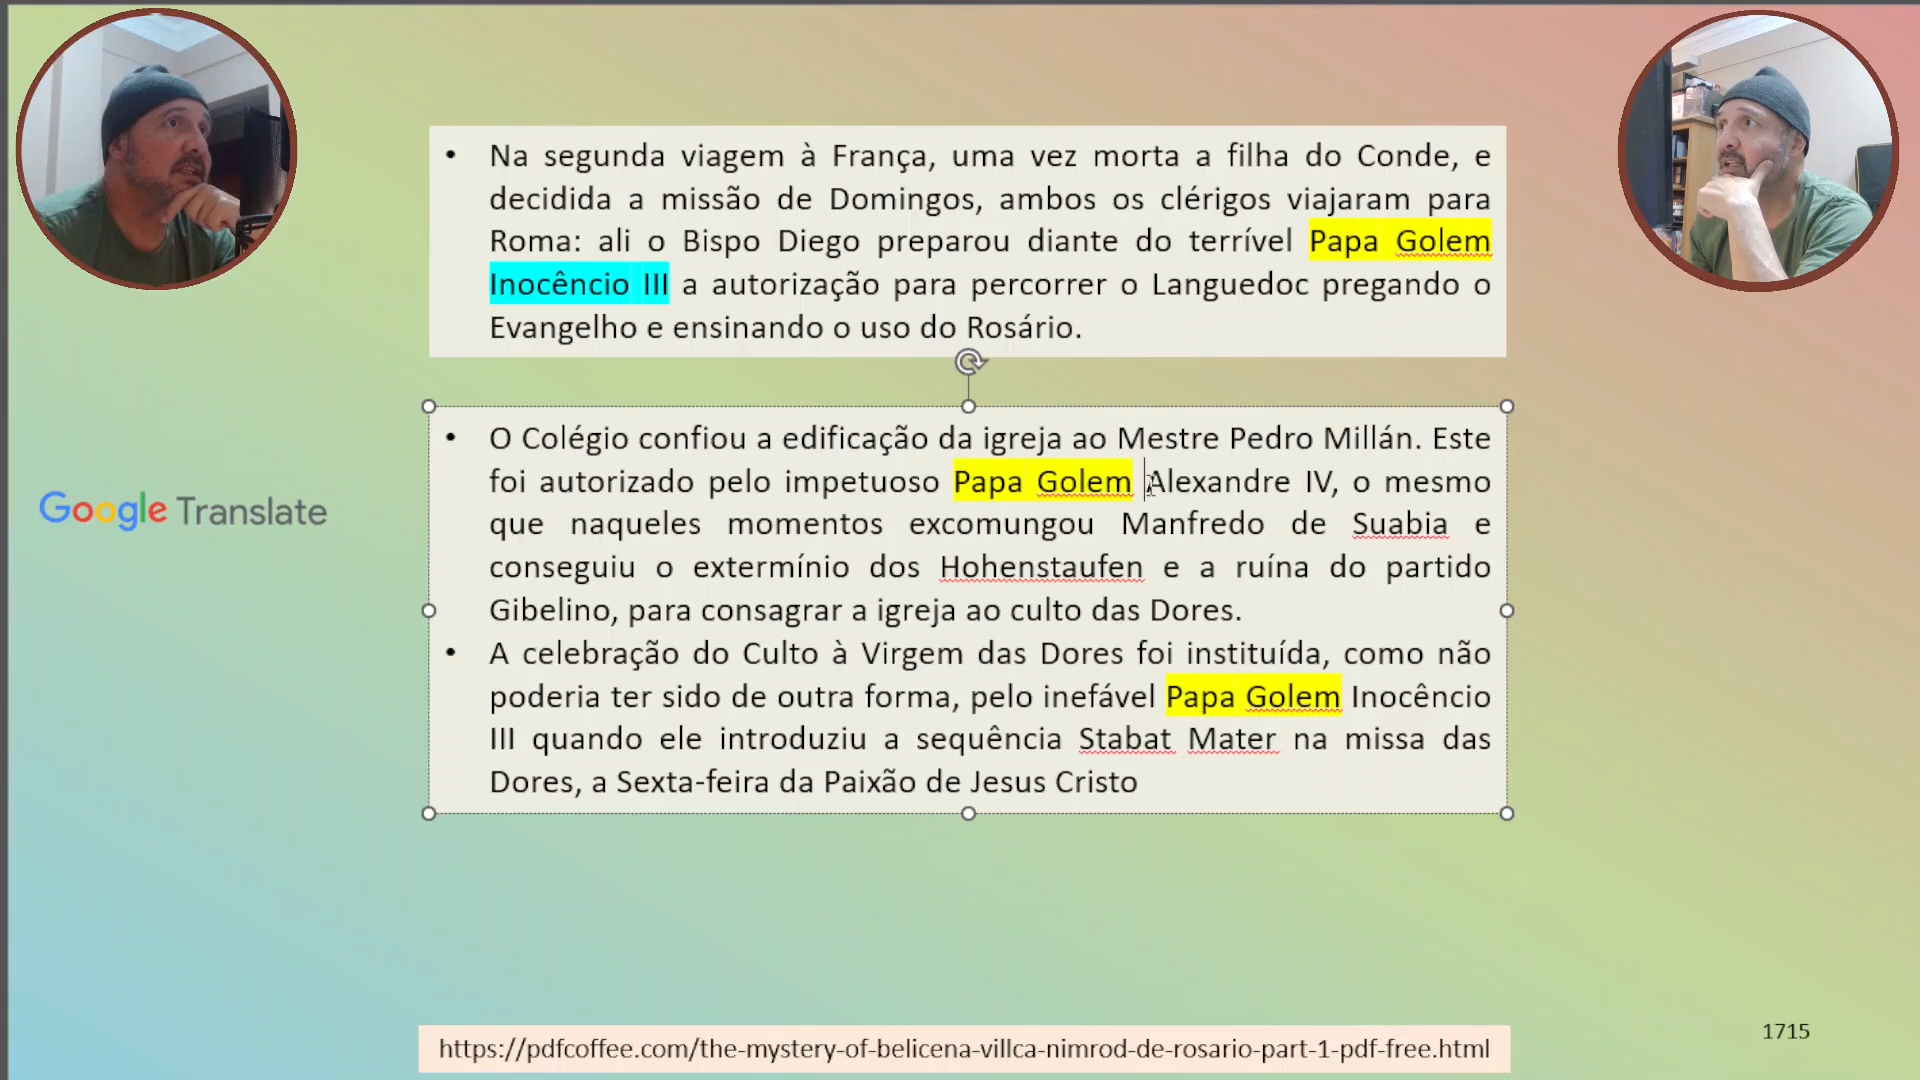 • Na segunda viagem à França, uma vez morta a filha do Conde, e
decidida a missão de Domingos, ambos os clérigos viajaram para
Roma: ali o Bispo Diego preparou diante do terrível Papa Golem
Inocêncio III a autorização para percorrer o Languedoc pregando o
Evangelho e ensinando o uso do Rosário.
• O Colégio confiou a edificação da igreja ao Mestre Pedro Millán. Este
foi autorizado pelo impetuoso Papa Golem Alexandre IV, o mesmo
que naqueles momentos excomungou Manfredo de Suabia e
conseguiu o extermínio dos Hohenstaufen e a ruína do partido
Gibelino, para consagrar a igreja ao culto das Dores.
• A celebração do Culto à Virgem das Dores foi instituída, como não
poderia ter sido de outra forma, pelo inefável Papa Golem Inocêncio
III quando ele introduziu a sequência Stabat Mater na missa das
Dores, a Sexta-feira da Paixão de Jesus Cristo
Google Translate
1715
https://pdfcoffee.com/the-mystery-of-belicena-villca-nimrod-de-rosario-part-1-pdf-free.html